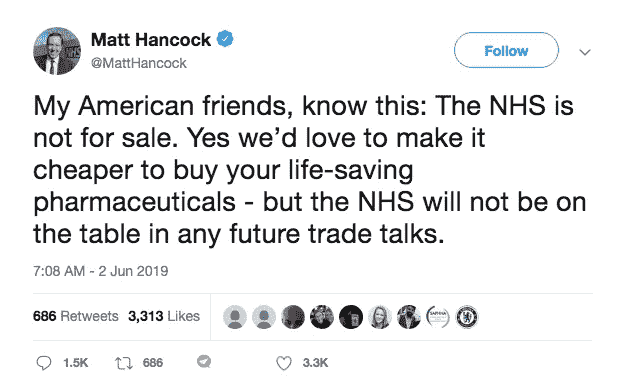 Matt Hancock
@MattHancock
Follow
My American friends, know this: The NHS is
not for sale. Yes we'd love to make it
cheaper to buy your life-saving
pharmaceuticals - but the NHS will not be on
the table in any future trade talks.
7:08 AM - 2 Jun 2019
686 Retweets 3,313 Likes
1.5K 686 3.3K